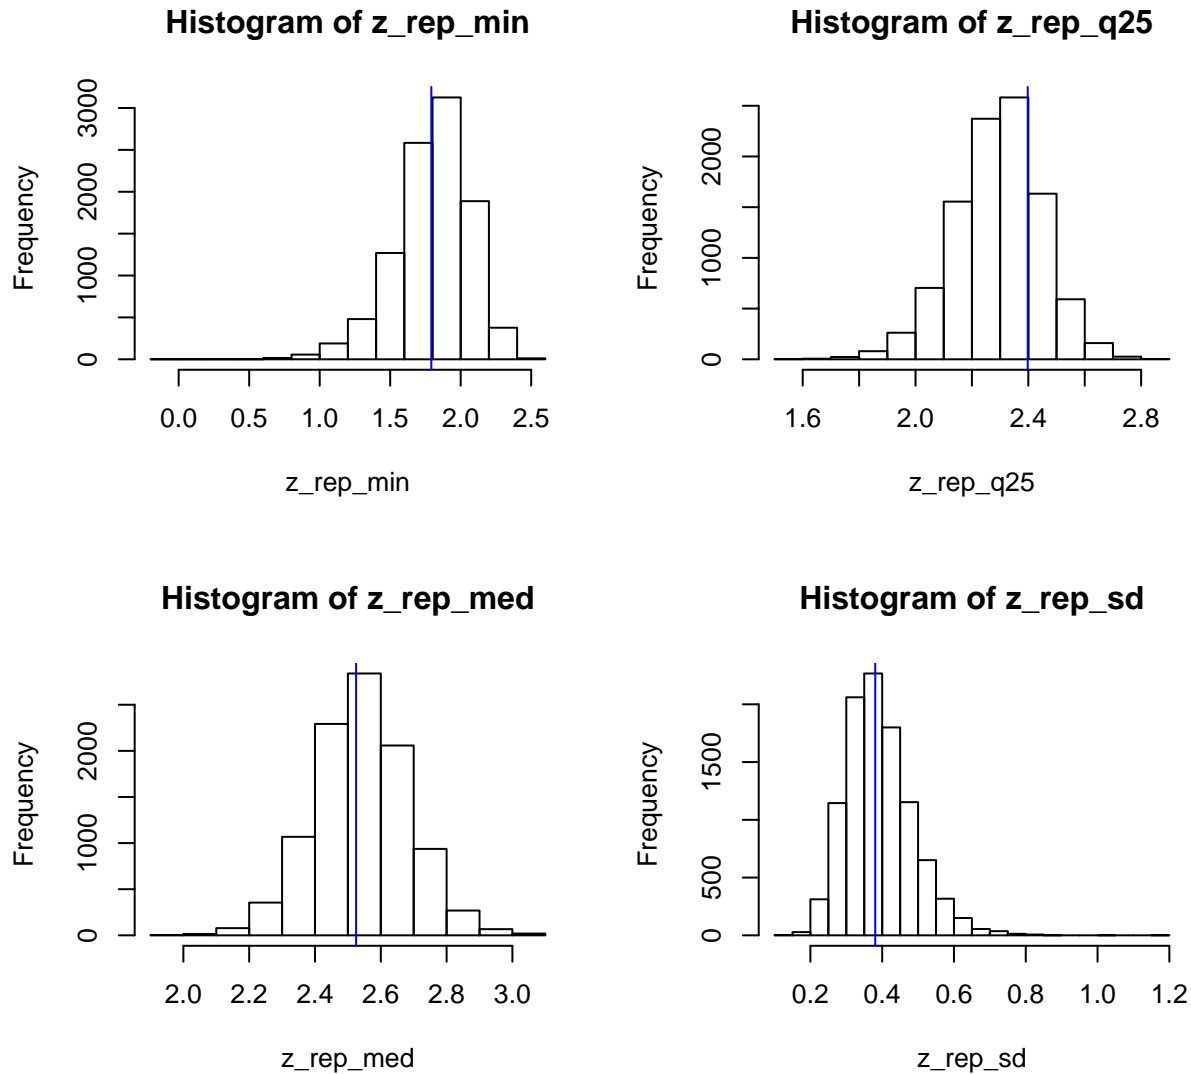 Histogram of z_rep_min
Frequency
0 1000 2000 3000
0.0 0.5 1.0 1.5 2.0 2.5
z_rep_min
Histogram of z_rep_q25
Frequency
0 1000 2000
1.6 2.0 2.4 2.8
z_rep_q25
Histogram of z_rep_med
Frequency
0 1000 2000
2.0 2.2 2.4 2.6 2.8 3.0
z_rep_med
Histogram of z_rep_sd
Frequency
0 500 1500
0.2 0.4 0.6 0.8 1.0 1.2
z_rep_sd